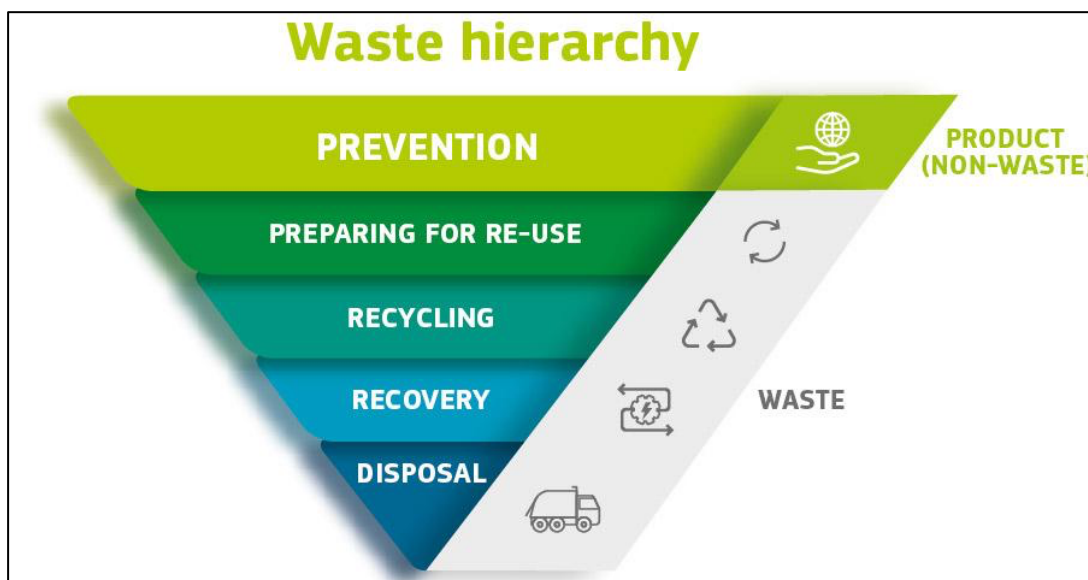 Waste hierarchy
PREVENTION
PRODUCT
(NON-WASTE)
PREPARING FOR RE-USE
RECYCLING
RECOVERY
WASTE
DISPOSAL